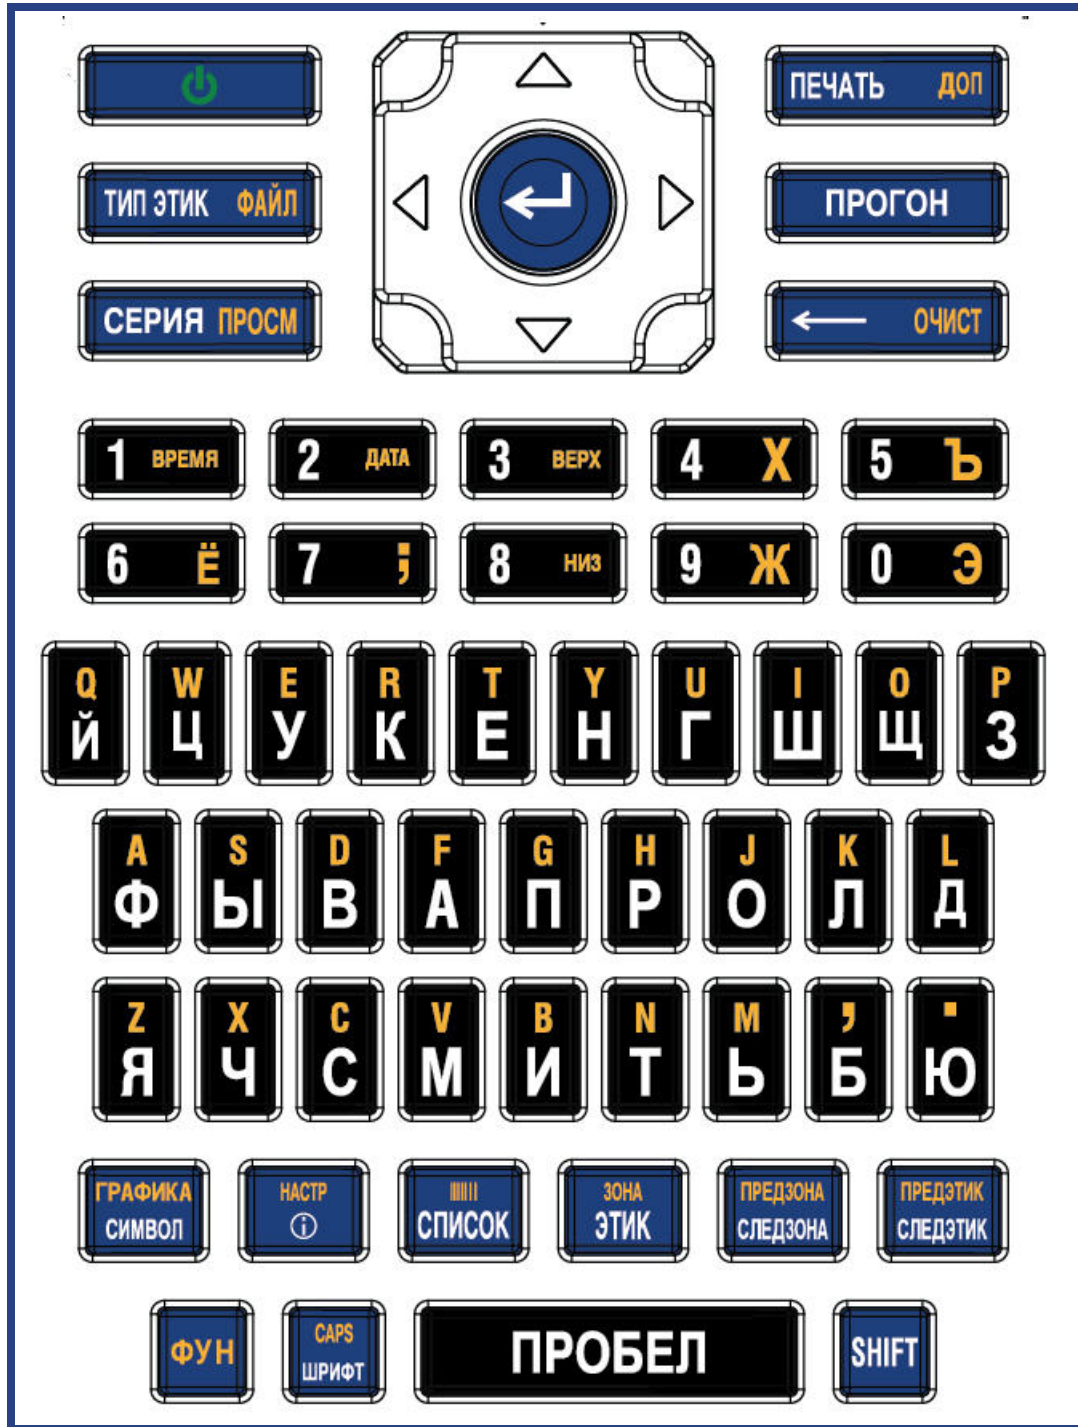 ПЕЧАТЬ ДОП
ТИП ЭТИК ФАЙЛ
ПРОГОН
СЕРИЯ ПРОСМ
ОЧИСТ
1 ВРЕМЯ 2 ДАТА 3 ВЕРХ 4 Х 5 Ъ
6 Ё 7 ; 8 НИЗ 9 Ж 0 Э
Q W E R T Y U I O P
Й Ц У К Е Н Г Ш Щ З
A S D F G H J K L
Ф Ы В А П Р О Л Д
Z X C V B N M , .
Я Ч С М И Т Ь Б Ю
ГРАФИКА НАСТР ЗОНА ПРЕДЗОНА ПРЕДЭТИК
СИМВОЛ СПИСОК ЭТИК СЛЕДЗОНА СЛЕДЭТИК
ФУН CAPS ПРОБЕЛ SHIFT
ШРИФТ